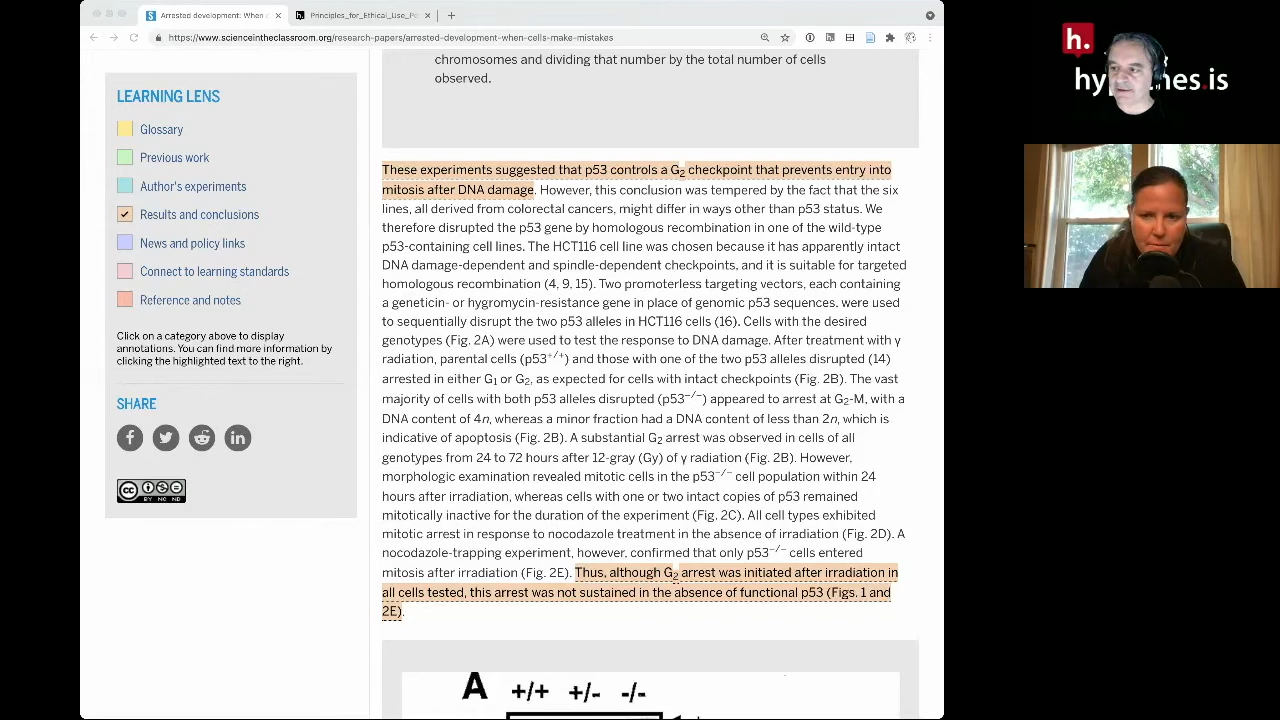 Arrested development: When c
Principles_for_Ethical_Use_Pe
https://www.scienceintheclassroom.org/research-papers/arrested-development-when-cells-make-mistakes
LEARNING LENS
Glossary
Previous work
Author's experiments
Results and conclusions
News and policy links
Connect to learning standards
Reference and notes
Click on a category above to display
annotations. You can find more information by
clicking the highlighted text to the right.
SHARE
CC
BY NC ND
chromosomes and dividing that number by the total number of cells
observed.
These experiments suggested that p53 controls a G2 checkpoint that prevents entry into
mitosis after DNA damage. However, this conclusion was tempered by the fact that the six
lines, all derived from colorectal cancers, might differ in ways other than p53 status. We
therefore disrupted the p53 gene by homologous recombination in one of the wild-type
p53-containing cell lines. The HCT116 cell line was chosen because it has apparently intact
DNA damage-dependent and spindle-dependent checkpoints, and it is suitable for targeted
homologous recombination (4, 9, 15). Two promoterless targeting vectors, each containing
a geneticin- or hygromycin-resistance gene in place of genomic p53 sequences, were used
to sequentially disrupt the two p53 alleles in HCT116 cells (16). Cells with the desired
genotypes (Fig. 2A) were used to test the response to DNA damage. After treatment with γ
radiation, parental cells (p53+/+) and those with one of the two p53 alleles disrupted (14)
arrested in either G1 or G2, as expected for cells with intact checkpoints (Fig. 2B). The vast
majority of cells with both p53 alleles disrupted (p53−/−) appeared to arrest at G2-M, with a
DNA content of 4n, whereas a minor fraction had a DNA content of less than 2n, which is
indicative of apoptosis (Fig. 2B). A substantial G2 arrest was observed in cells of all
genotypes from 24 to 72 hours after 12-gray (Gy) of γ radiation (Fig. 2B). However,
morphologic examination revealed mitotic cells in the p53−/− cell population within 24
hours after irradiation, whereas cells with one or two intact copies of p53 remained
mitotically inactive for the duration of the experiment (Fig, 2C). All cell types exhibited
mitotic arrest in response to nocodazole treatment in the absence of irradiation (Fig. 2D). A
nocodazole-trapping experiment, however, confirmed that only p53−/− cells entered
mitosis after irradiation (Fig. 2E). Thus, although G2 arrest was initiated after irradiation in
all cells tested, this arrest was not sustained in the absence of functional p53 (Figs. 1 and
2E).
A +/+ +/- -/-
h.